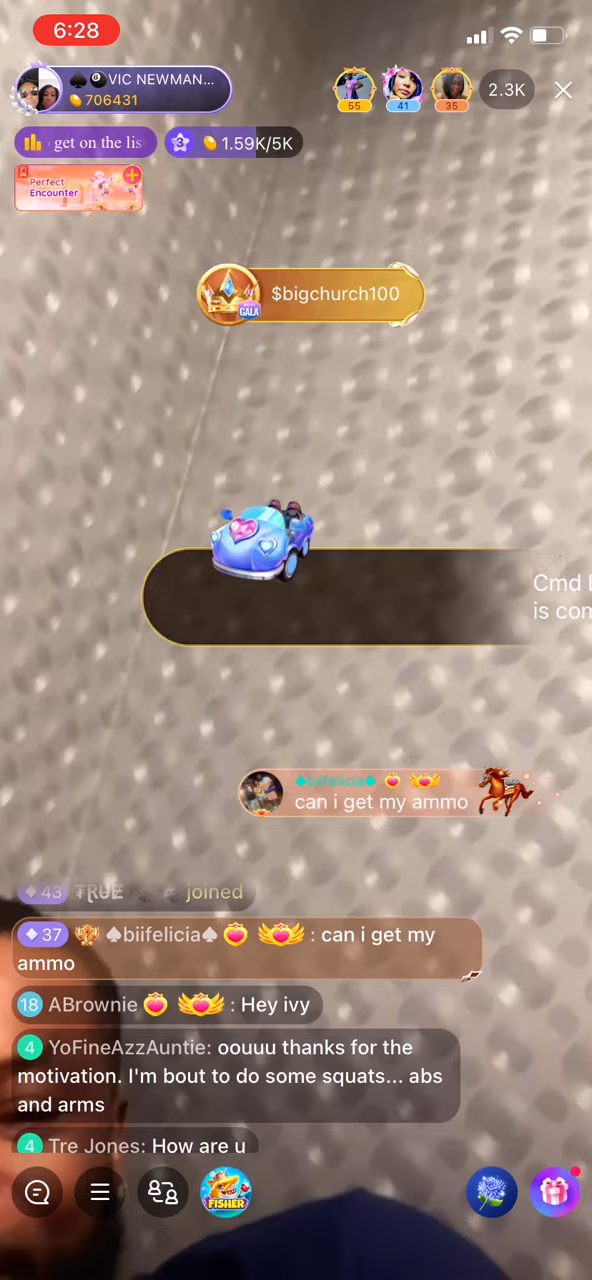 6:28
♠️🎱VIC NEWMAN...
706431
55
41
35
2.3K
get on the lis
3
1.59K/5K
Perfect
Encounter
GALA
$bigchurch100
Cmd
is con
♠biifelicia♠
can i get my ammo
43 ₮ⱤɄɆ joined
37 ♠biifelicia♠ : can i get my
ammo
18 ABrownie : Hey ivy
4 YoFineAzzAuntie: oouuu thanks for the
motivation. I'm bout to do some squats... abs
and arms
4 Tre Jones: How are u
FISHER